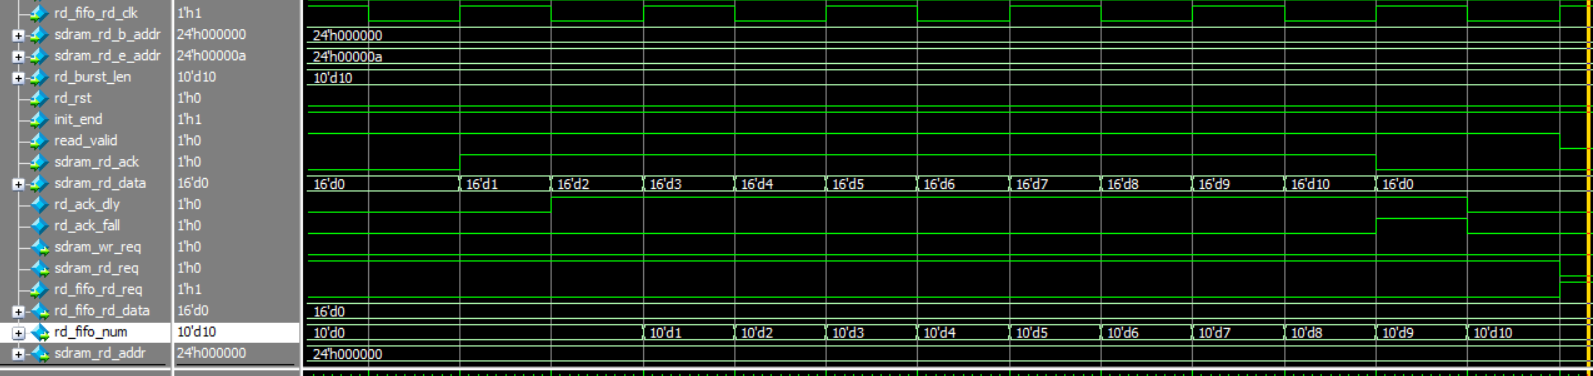 rd_fifo_rd_clk 1'h1
sdram_rd_b_addr 24'h000000 24'h000000
sdram_rd_e_addr 24'h00000a 24'h00000a
rd_burst_len 10'd10 10'd10
rd_rst 1'h0
init_end 1'h1
read_valid 1'h0
sdram_rd_ack 1'h0
sdram_rd_data 16'd0 16'd0 16'd1 16'd2 16'd3 16'd4 16'd5 16'd6 16'd7 16'd8 16'd9 16'd10 16'd0
rd_ack_dly 1'h0
rd_ack_fall 1'h0
sdram_wr_req 1'h0
sdram_rd_req 1'h0
rd_fifo_rd_req 1'h1
rd_fifo_rd_data 16'd0 16'd0
rd_fifo_num 10'd10 10'd0 10'd1 10'd2 10'd3 10'd4 10'd5 10'd6 10'd7 10'd8 10'd9 10'd10
sdram_rd_addr 24'h000000 24'h000000